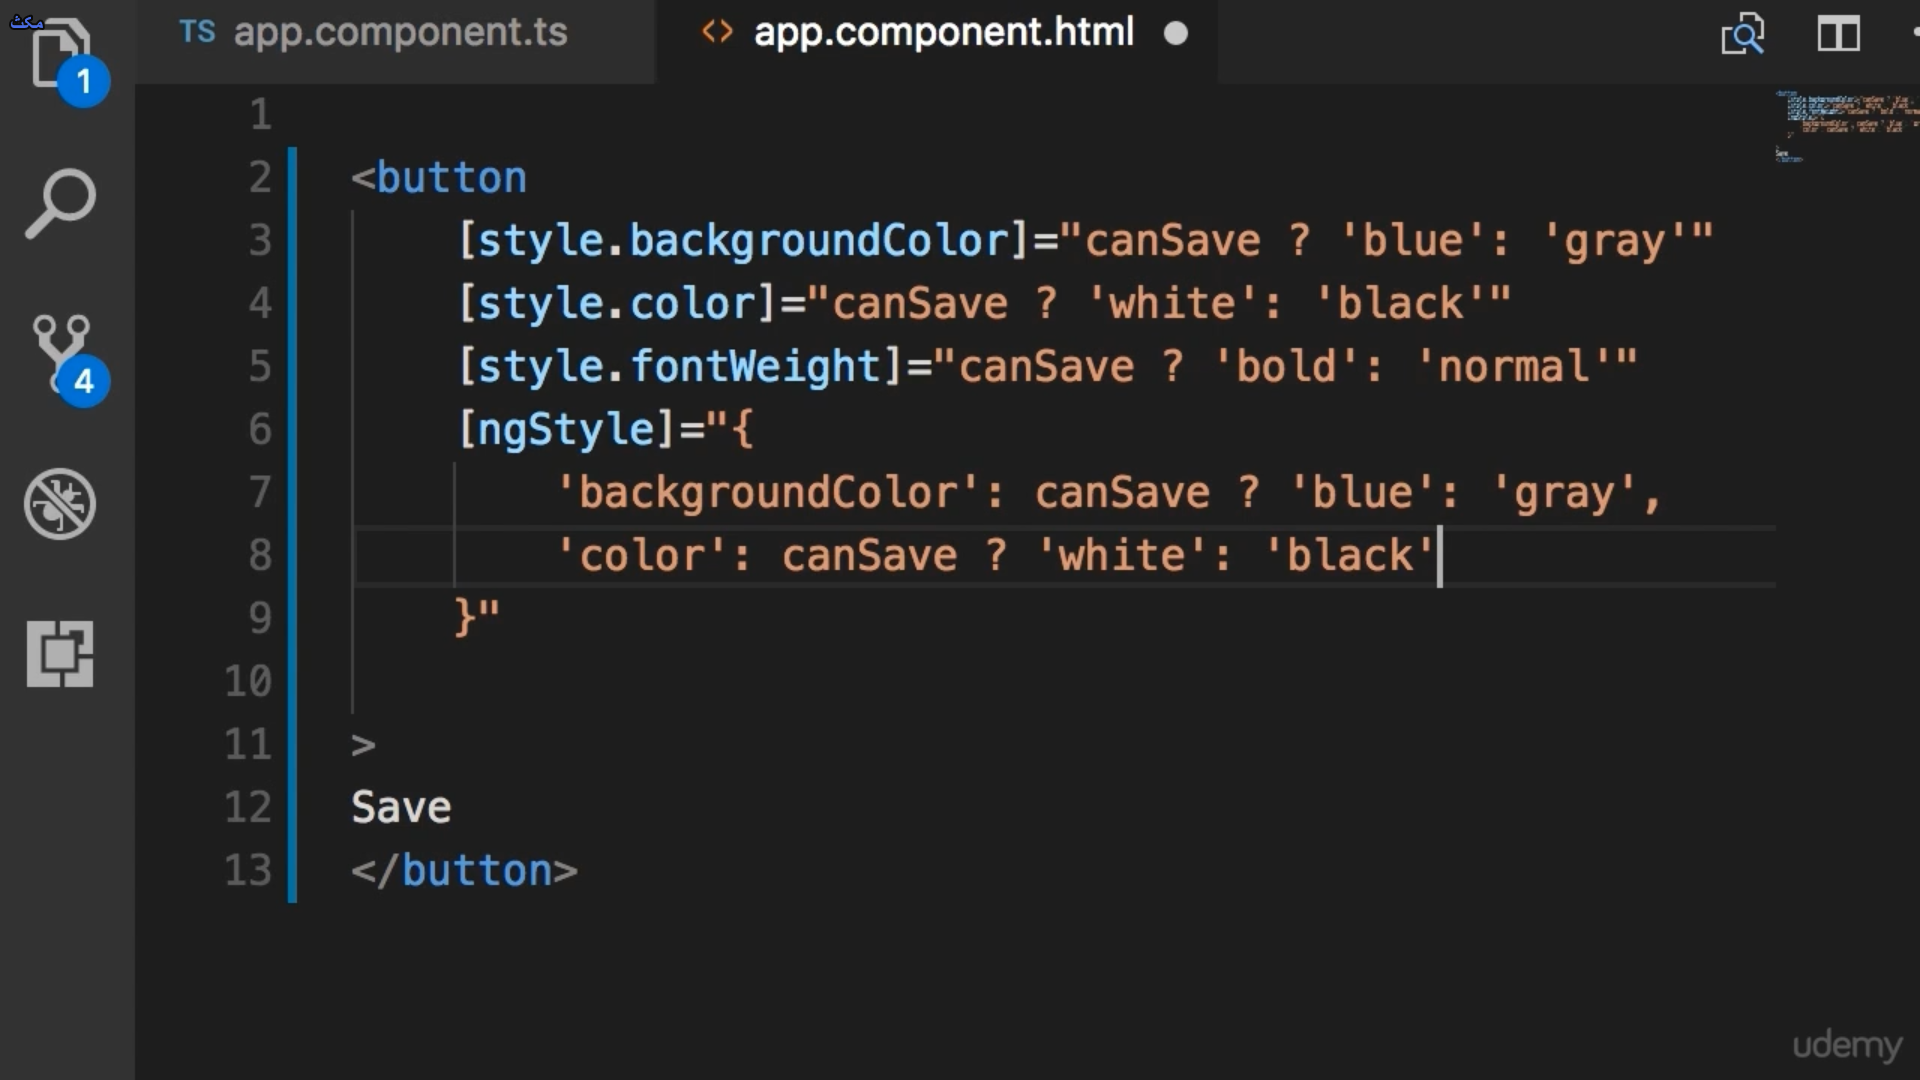 مكث
1
TS app.component.ts
<> app.component.html
4
1
2 <button
3 [style.backgroundColor]="canSave ? 'blue': 'gray'"
4 [style.color]="canSave ? 'white': 'black'"
5 [style.fontWeight]="canSave ? 'bold': 'normal'"
6 [ngStyle]="{
7 'backgroundColor': canSave ? 'blue': 'gray',
8 'color': canSave ? 'white': 'black'
9 }"
10
11 >
12 Save
13 </button>
udemy